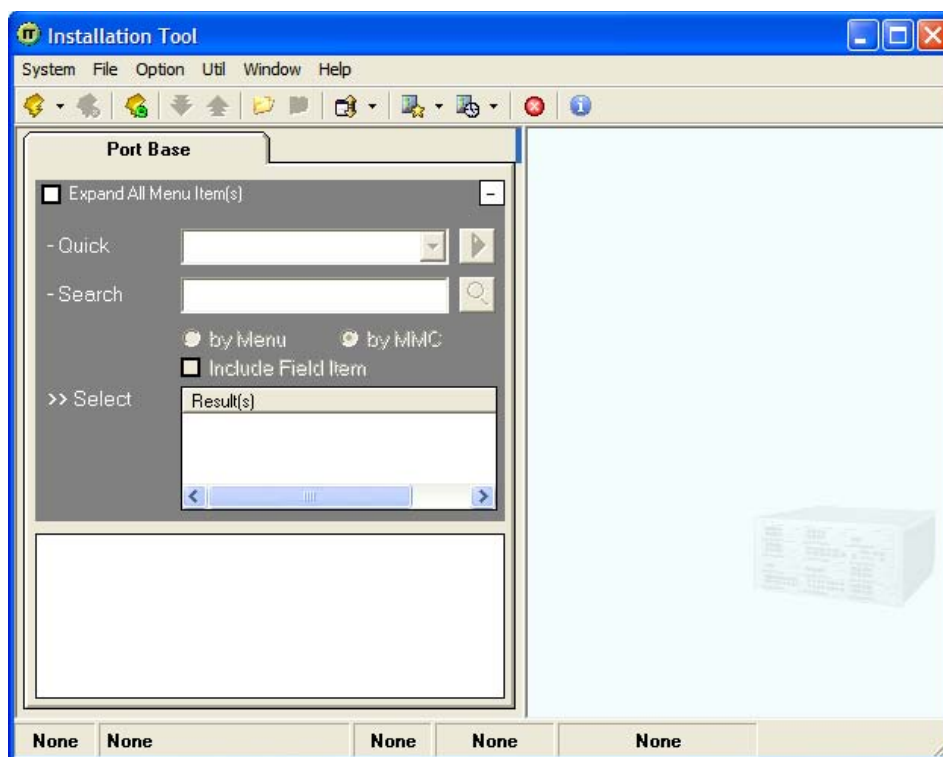 Installation Tool
System File Option Util Window Help
Port Base
Expand All Menu Item(s)
- Quick
- Search
by Menu by MMC
Include Field Item
>> Select
Result(s)
None None None None None